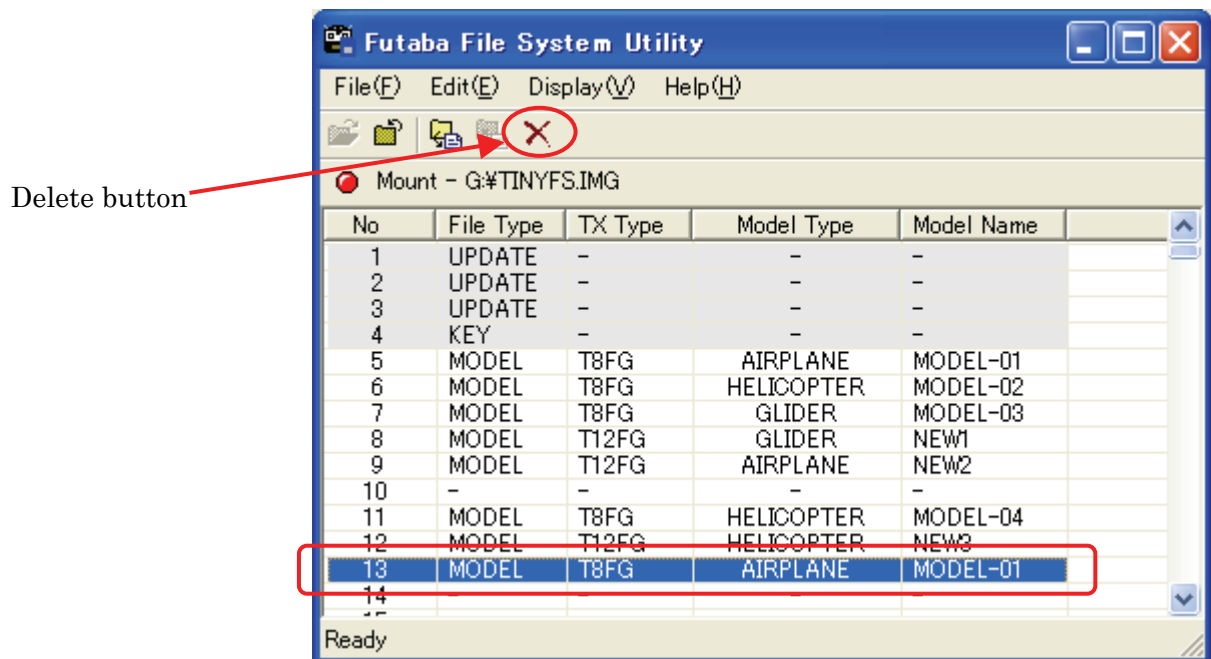 Futaba File System Utility
File(F) Edit(E) Display(V) Help(H)
Delete button
Mount - G:¥TINYFS.IMG
No File Type TX Type Model Type Model Name
1 UPDATE - - -
2 UPDATE - - -
3 UPDATE - - -
4 KEY - - -
5 MODEL T8FG AIRPLANE MODEL-01
6 MODEL T8FG HELICOPTER MODEL-02
7 MODEL T8FG GLIDER MODEL-03
8 MODEL T12FG GLIDER NEW1
9 MODEL T12FG AIRPLANE NEW2
10 - - - -
11 MODEL T8FG HELICOPTER MODEL-04
12 MODEL T12FG HELICOPTER NEW3
13 MODEL T8FG AIRPLANE MODEL-01
14 - - - -
Ready